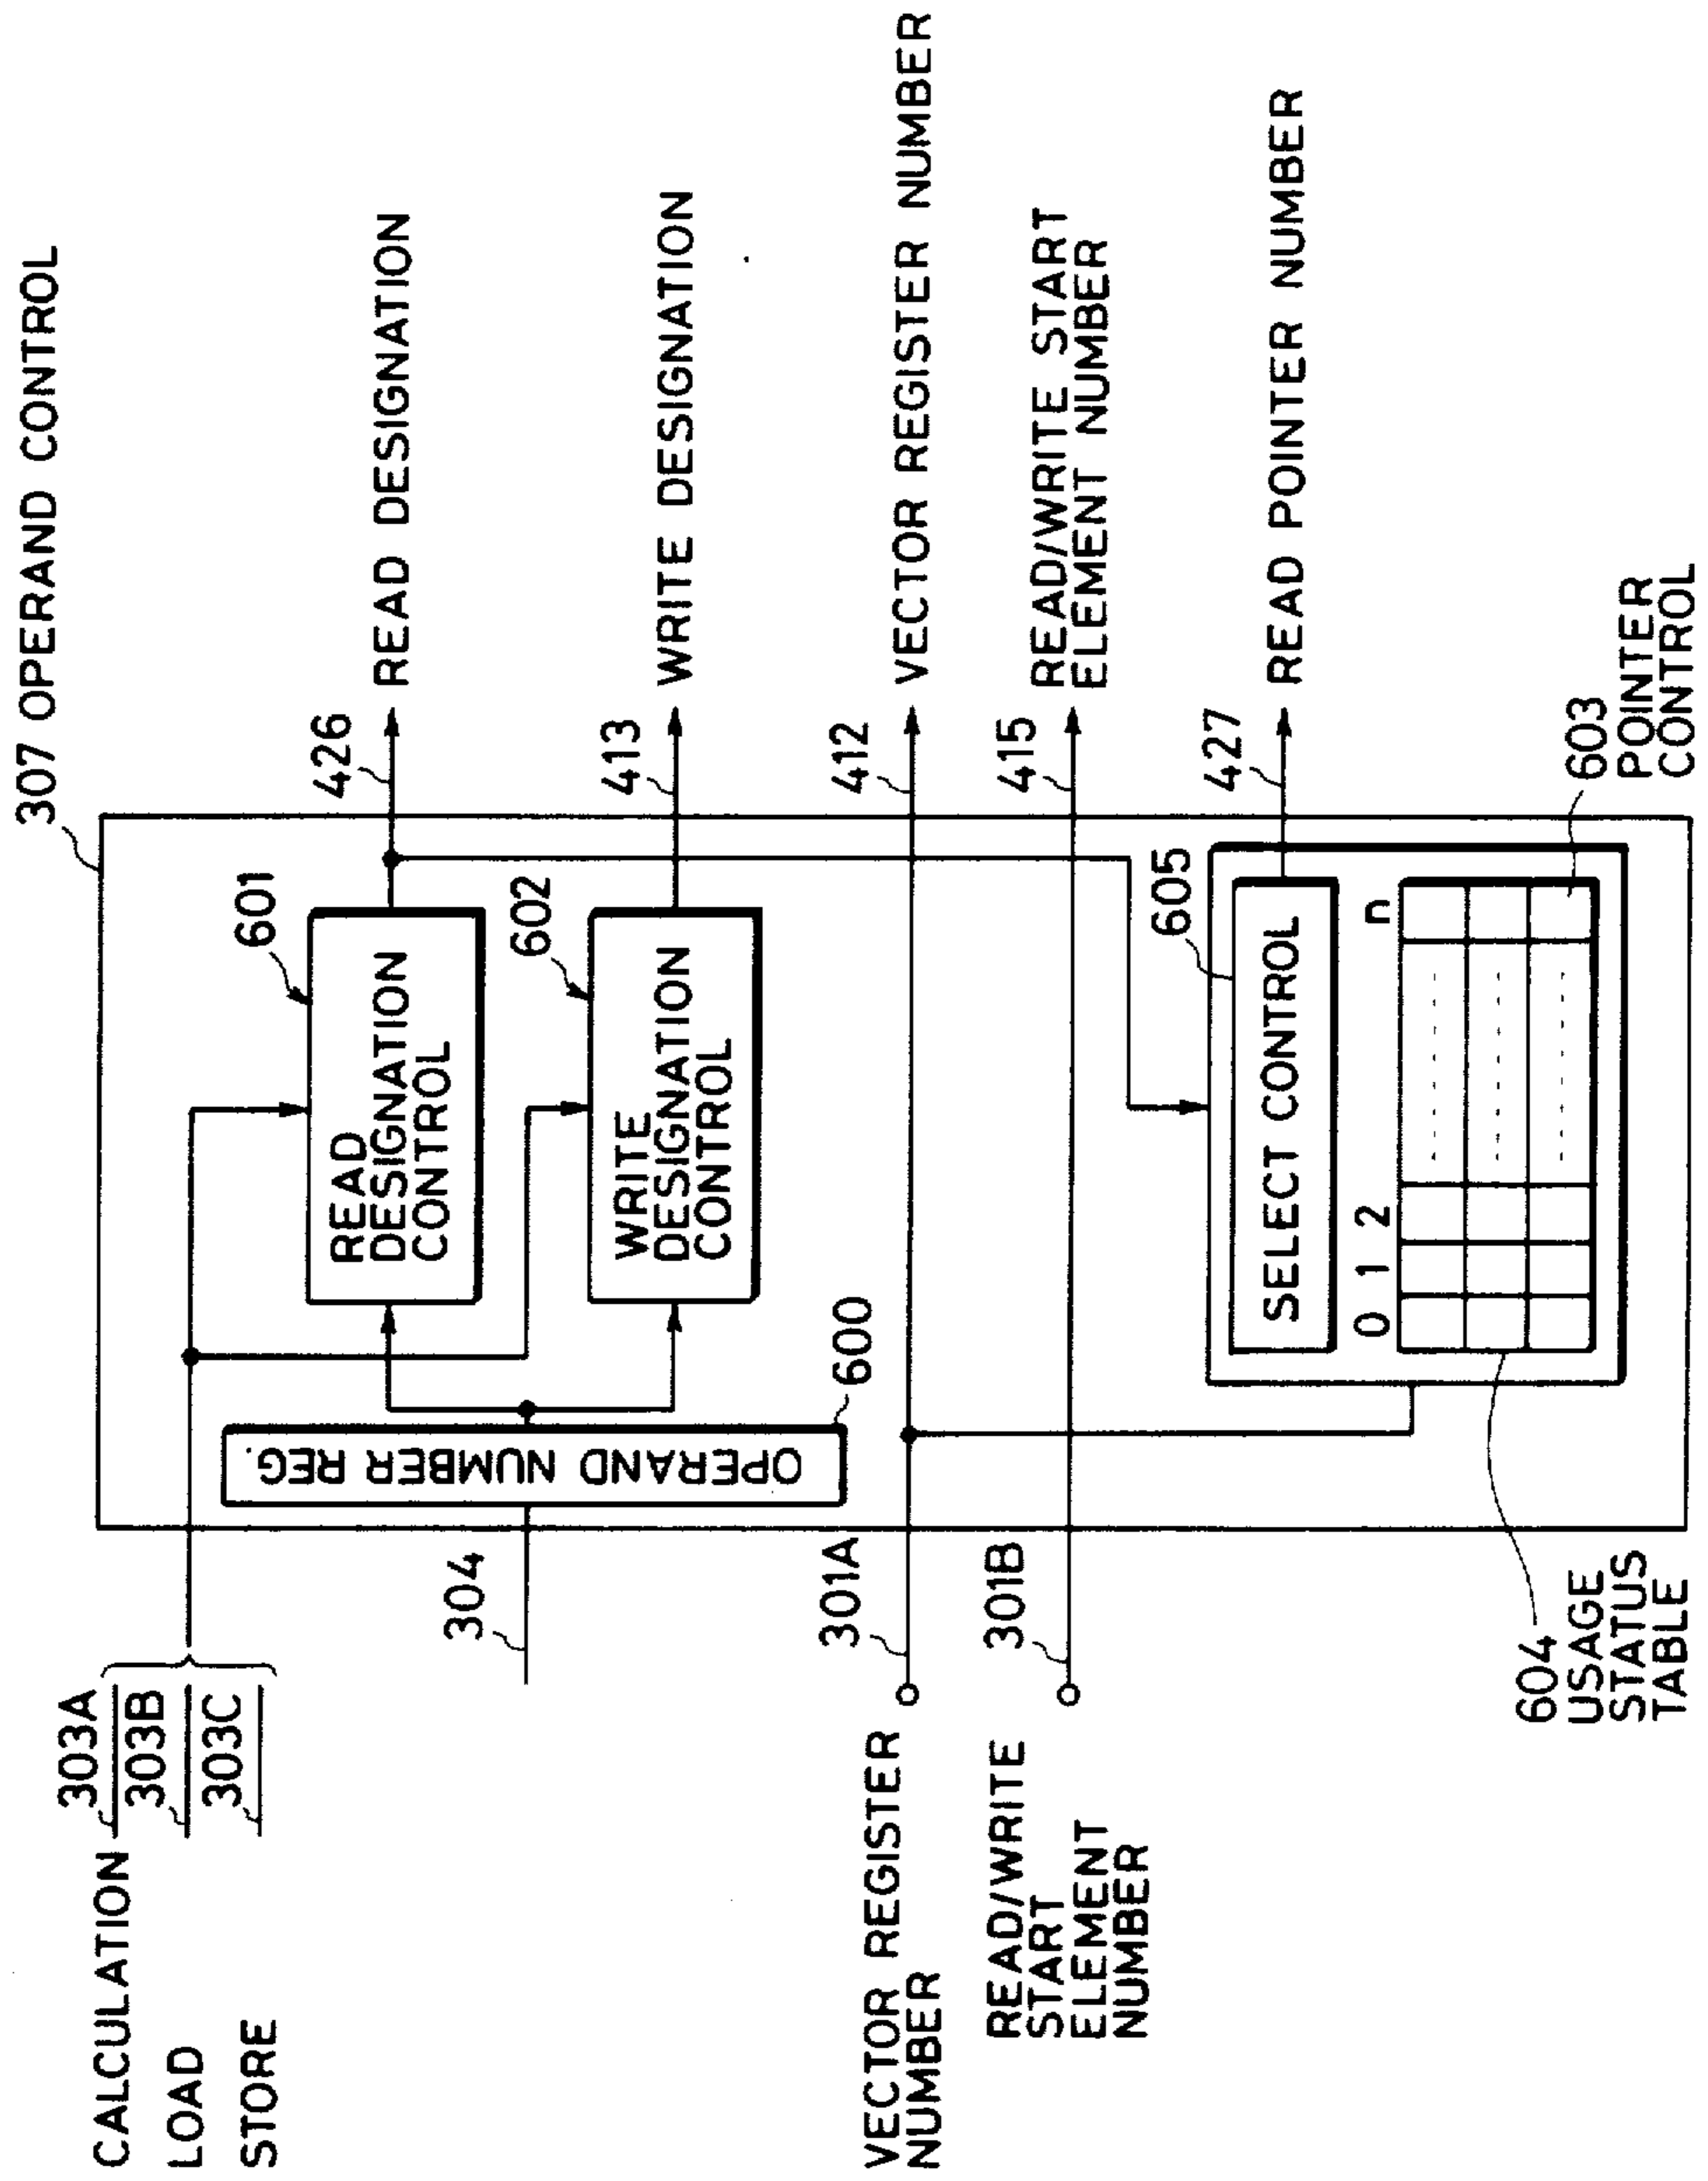 307 OPERAND CONTROL
CALCULATION 303A
LOAD 303B
STORE 303C
304
601
READ
DESIGNATION
CONTROL
426
READ DESIGNATION
602
WRITE
DESIGNATION
CONTROL
413
WRITE DESIGNATION
OPERAND NUMBER REG.
600
VECTOR REGISTER
NUMBER
301A
412
VECTOR REGISTER NUMBER
READ/WRITE
START
ELEMENT
NUMBER
301B
415
READ/WRITE START
ELEMENT NUMBER
605
SELECT CONTROL
427
READ POINTER NUMBER
0 1 2 n
603
POINTER
CONTROL
604
USAGE
STATUS
TABLE